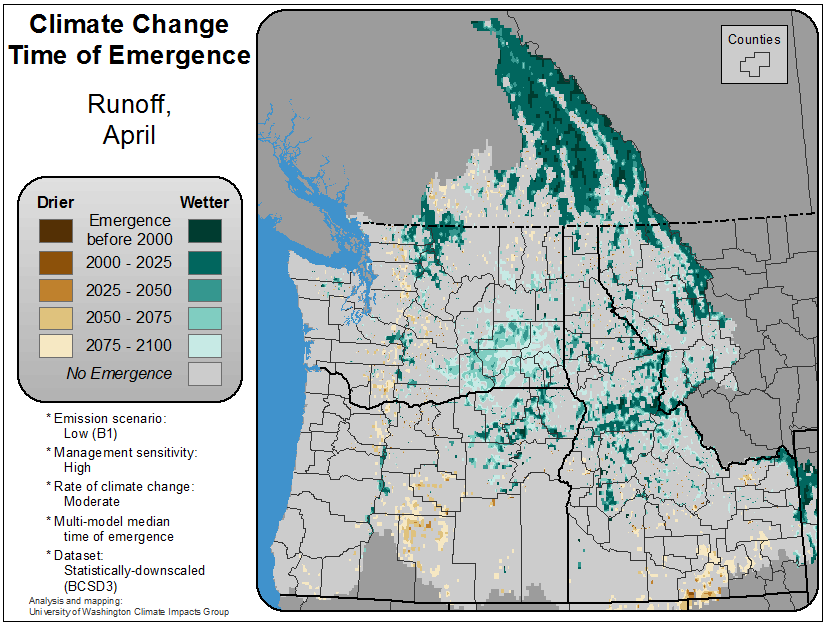 Climate Change
Time of Emergence
Runoff,
April
Drier
Wetter
Emergence
before 2000
2000 - 2025
2025 - 2050
2050 - 2075
2075 - 2100
No Emergence
* Emission scenario:
Low (B1)
* Management sensitivity:
High
* Rate of climate change:
Moderate
* Multi-model median
time of emergence
* Dataset:
Statistically-downscaled
(BCSD3)
Analysis and mapping:
University of Washington Climate Impacts Group
Counties